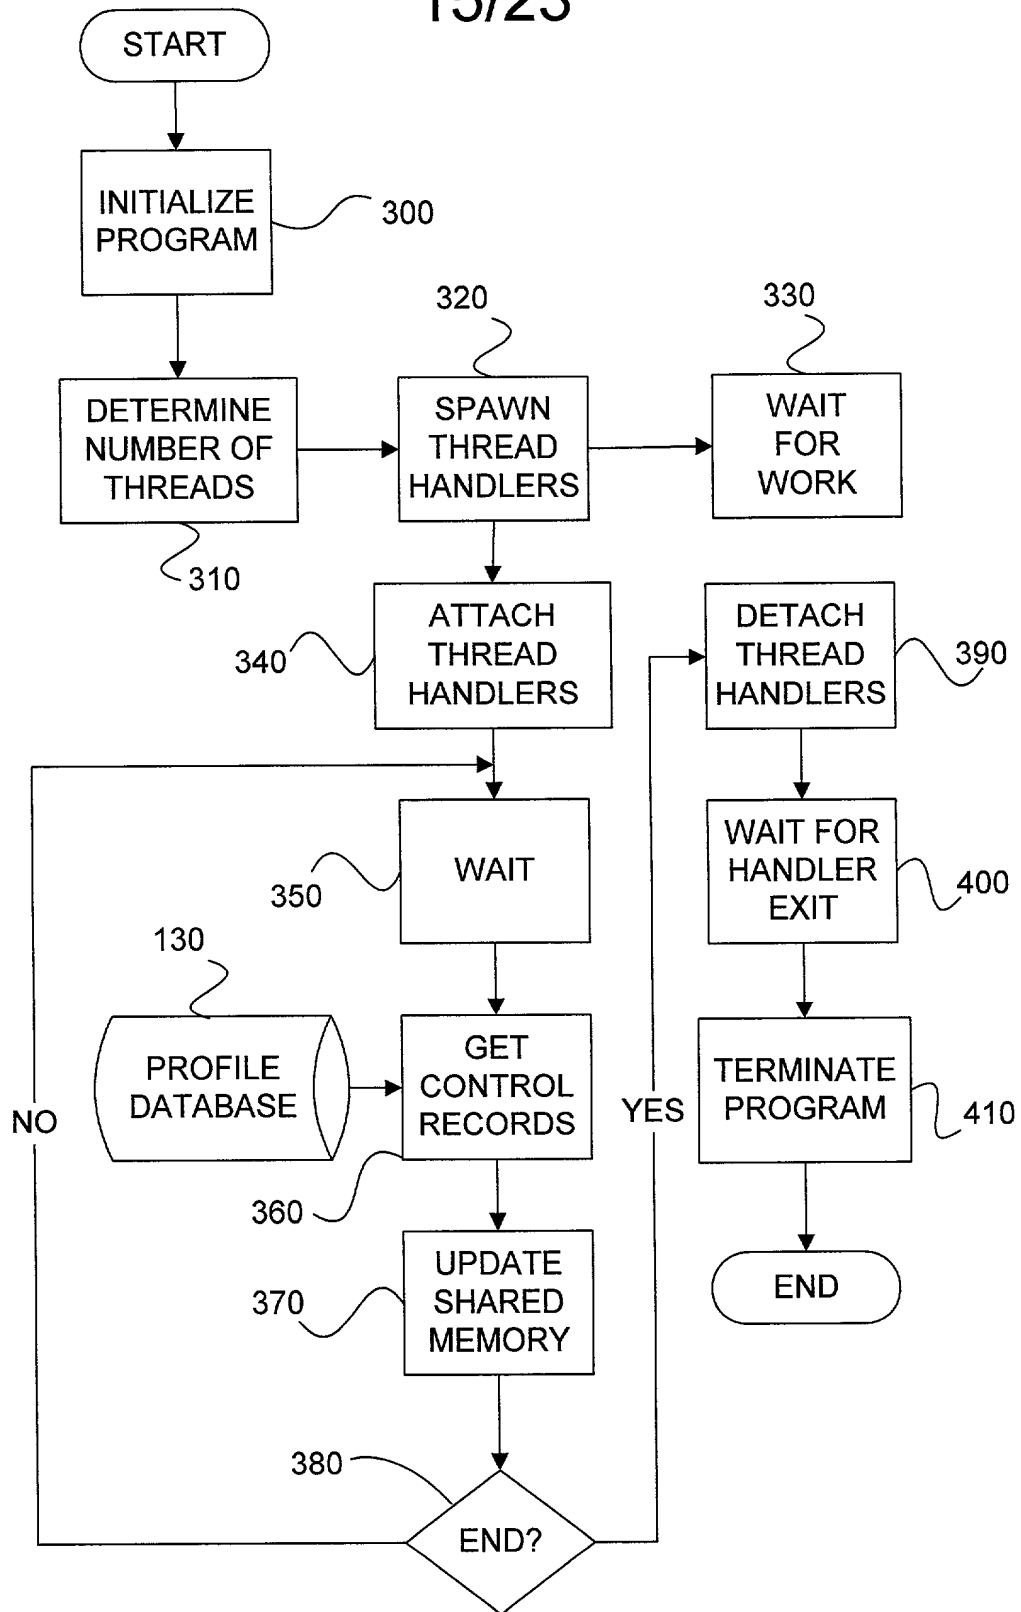 15/23
START
INITIALIZE
PROGRAM
300
320
330
DETERMINE
NUMBER OF
THREADS
SPAWN
THREAD
HANDLERS
WAIT
FOR
WORK
310
ATTACH
THREAD
HANDLERS
340
DETACH
THREAD
HANDLERS
390
WAIT
350
WAIT FOR
HANDLER
EXIT
400
130
PROFILE
DATABASE
GET
CONTROL
RECORDS
360
NO
YES
TERMINATE
PROGRAM
410
UPDATE
SHARED
MEMORY
370
END
380
END?